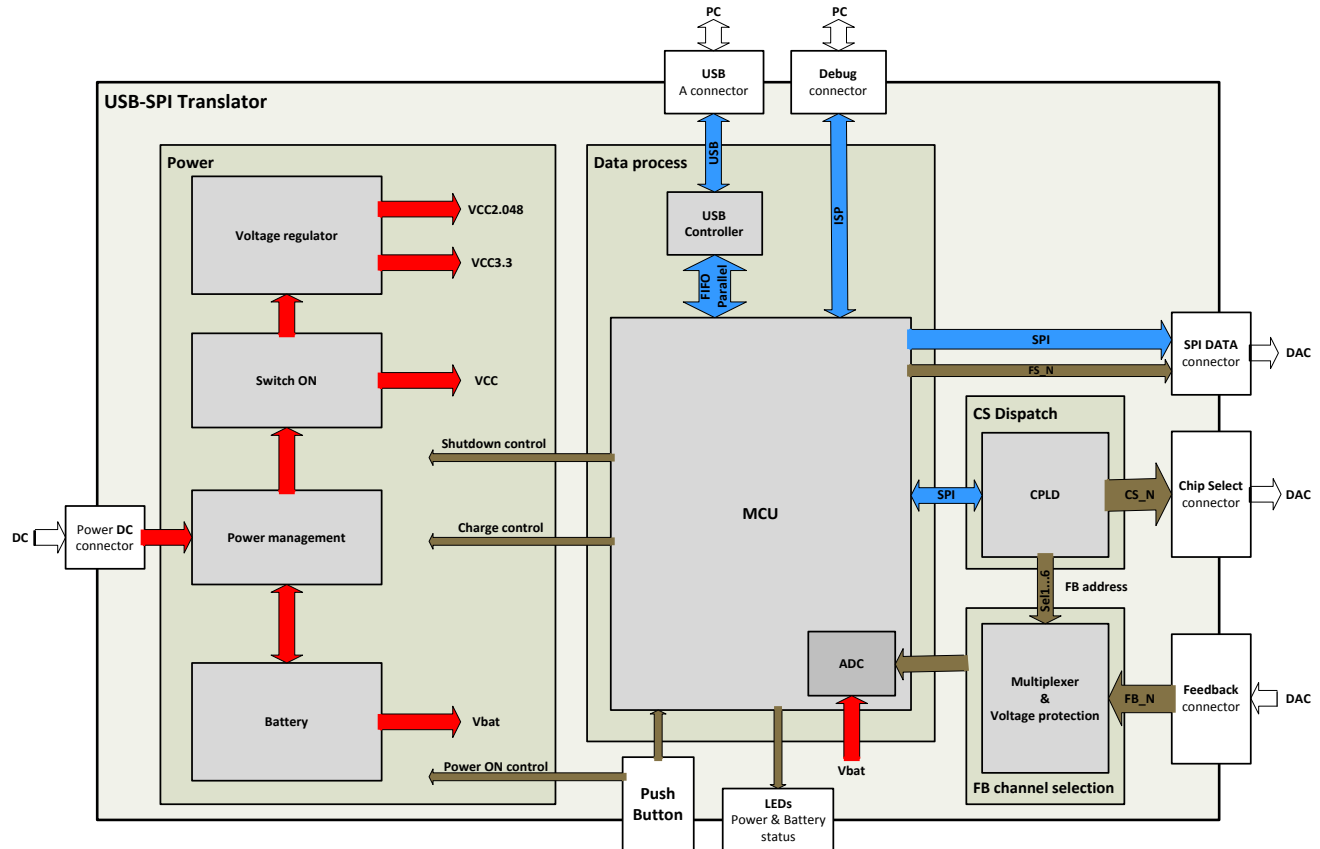 PC
PC
USB
A connector
Debug
connector
USB-SPI Translator
Power
Data process
USB
ISP
Voltage regulator
VCC2.048
VCC3.3
USB
Controller
FIFO
Parallel
Switch ON
VCC
SPI
FS_N
SPI DATA
connector
DAC
CS Dispatch
Shutdown control
MCU
SPI
CPLD
CS_N
Chip Select
connector
DAC
DC
Power DC
connector
Power management
Charge control
Sel1...6
FB address
ADC
Multiplexer
&
Voltage protection
FB_N
Feedback
connector
DAC
Battery
Vbat
Vbat
Power ON control
FB channel selection
Push
Button
LEDs
Power & Battery
status